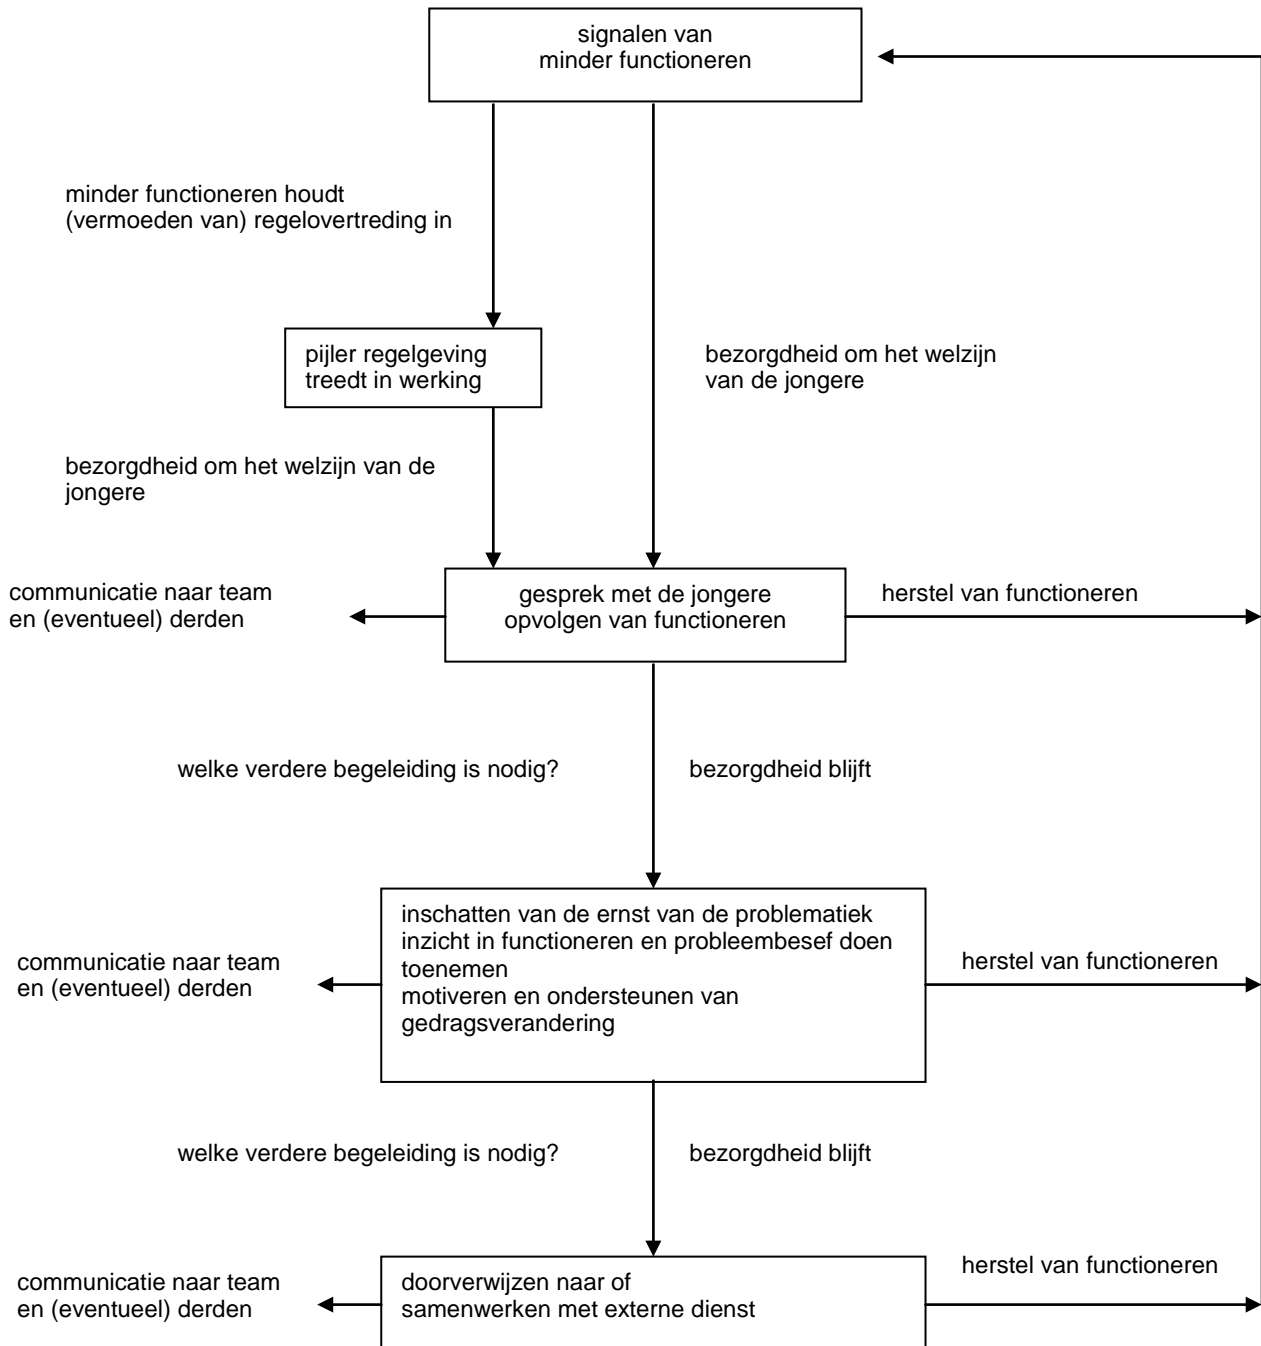 signalen van
minder functioneren
minder functioneren houdt
(vermoeden van) regelovertreding in
pijler regelgeving
treedt in werking
bezorgdheid om het welzijn
van de jongere
bezorgdheid om het welzijn van de
jongere
communicatie naar team
en (eventueel) derden
gesprek met de jongere
opvolgen van functioneren
herstel van functioneren
welke verdere begeleiding is nodig?
bezorgdheid blijft
inschatten van de ernst van de problematiek
inzicht in functioneren en probleembesef doen
toenemen
motiveren en ondersteunen van
gedragsverandering
communicatie naar team
en (eventueel) derden
herstel van functioneren
welke verdere begeleiding is nodig?
bezorgdheid blijft
communicatie naar team
en (eventueel) derden
doorverwijzen naar of
samenwerken met externe dienst
herstel van functioneren